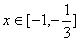 x ∈ [-1, -1/3]